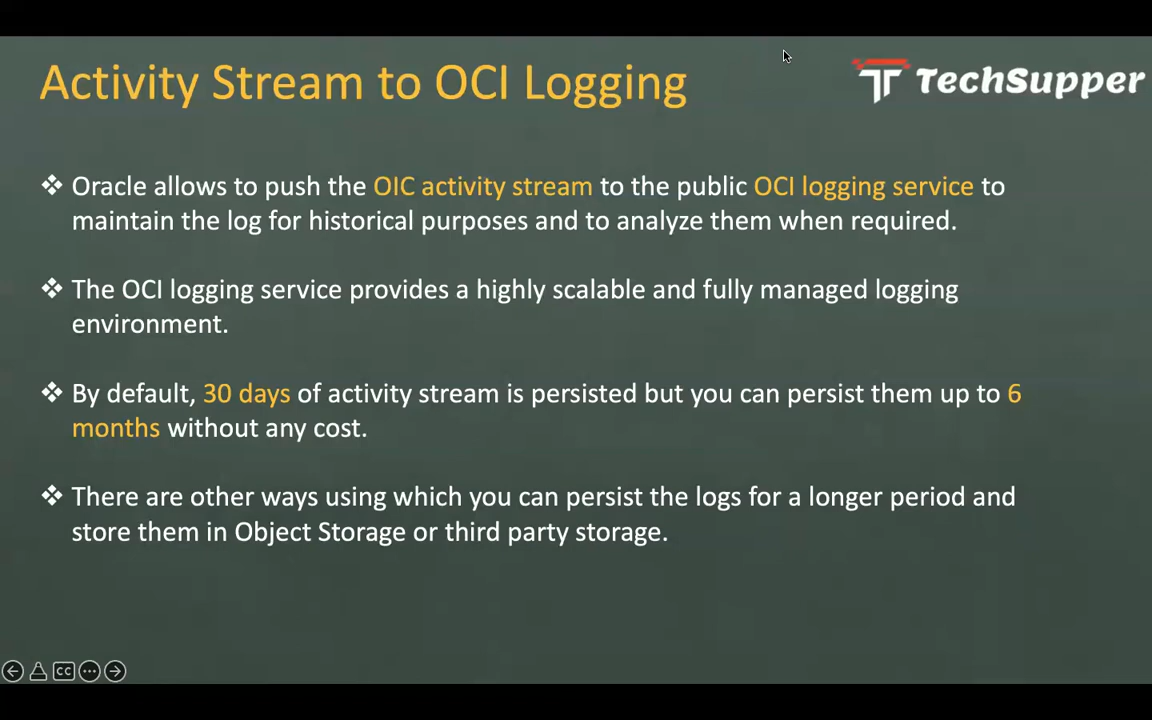 Activity Stream to OCI Logging
TechSupper
❖ Oracle allows to push the OIC activity stream to the public OCI logging service to
maintain the log for historical purposes and to analyze them when required.
❖ The OCI logging service provides a highly scalable and fully managed logging
environment.
❖ By default, 30 days of activity stream is persisted but you can persist them up to 6
months without any cost.
❖ There are other ways using which you can persist the logs for a longer period and
store them in Object Storage or third party storage.
CC